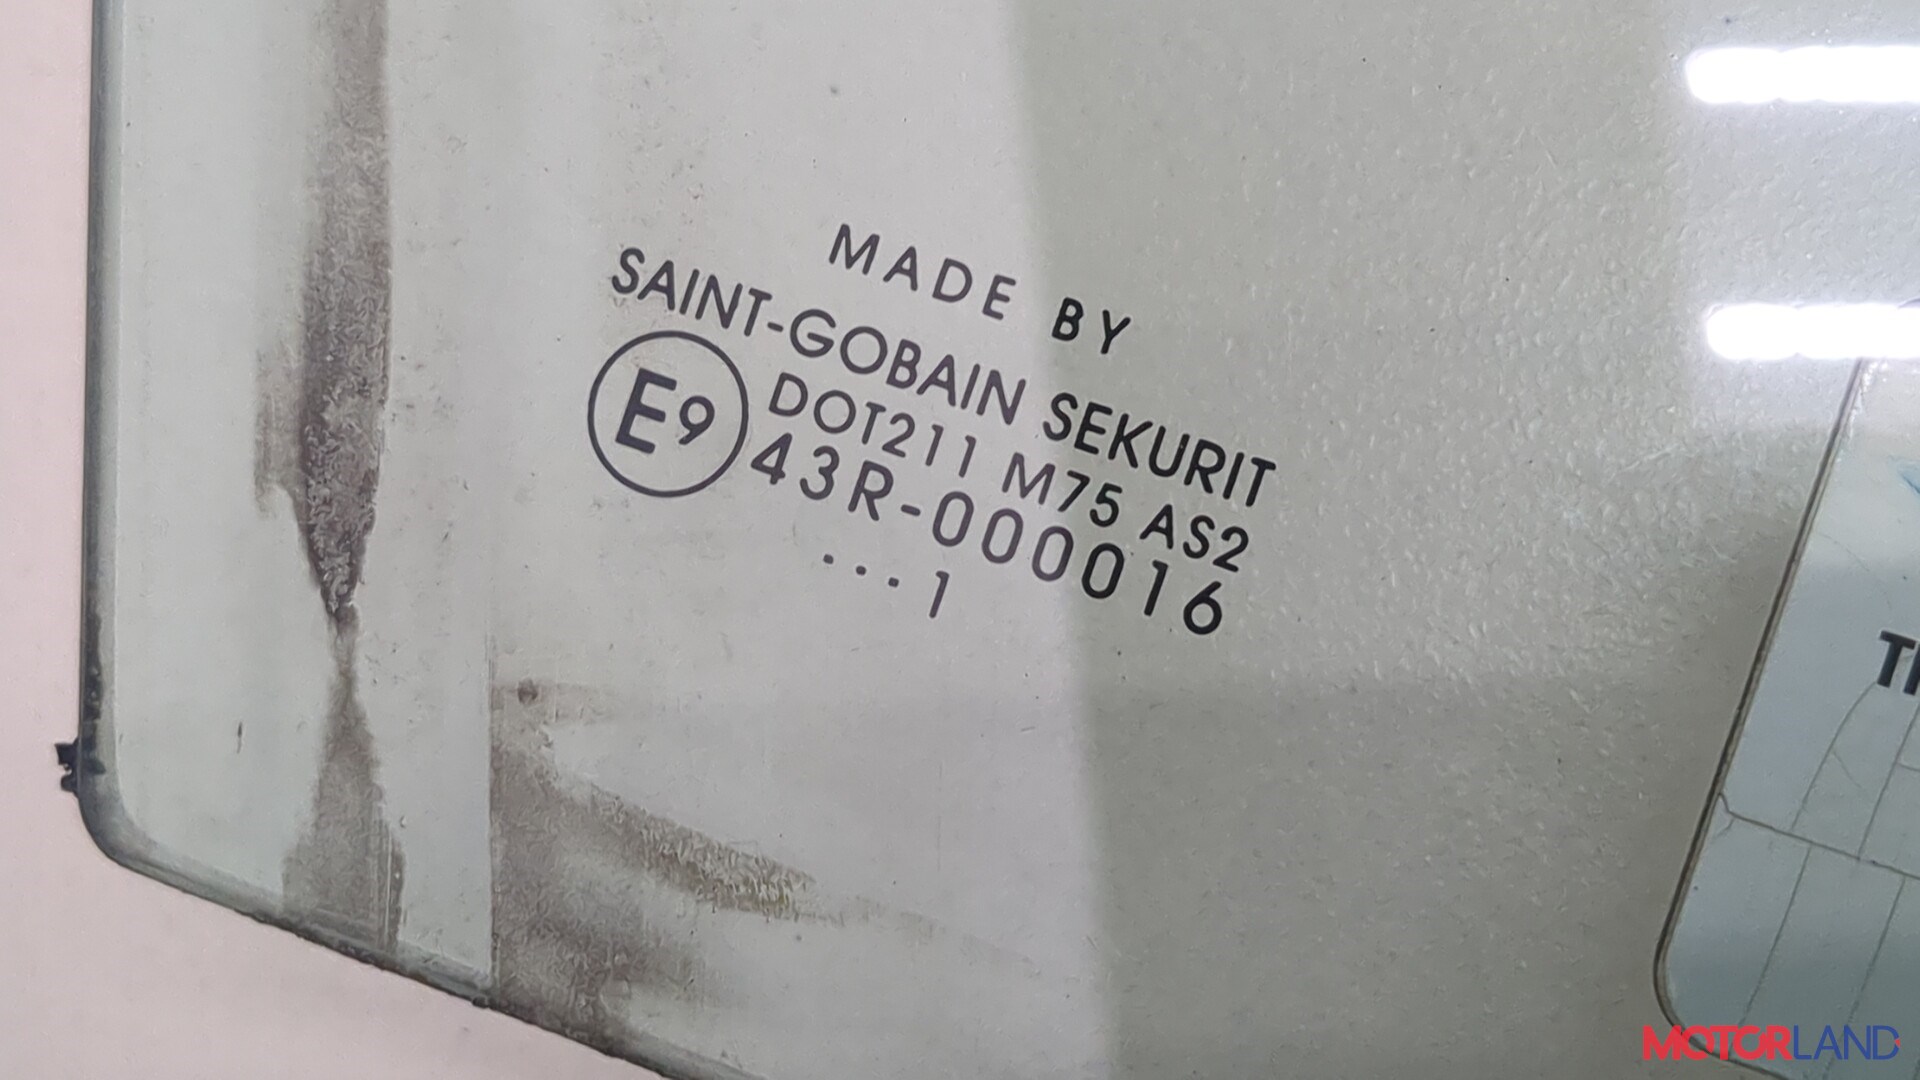 MADE BY
SAINT-GOBAIN SEKURIT
E9
DOT211 M75 AS2
43R-000016
...1
MOTORLAND